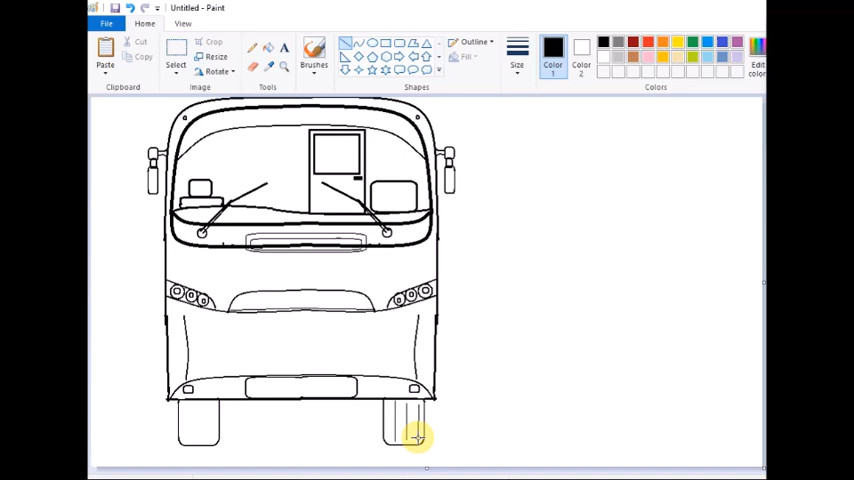 Untitled - Paint
File Home View
Paste
Cut
Copy
Clipboard
Select
Crop
Resize
Rotate
Image
Tools
Brushes
Shapes
Outline
Fill
Size
Color
1
Color
2
Colors
Edit
color